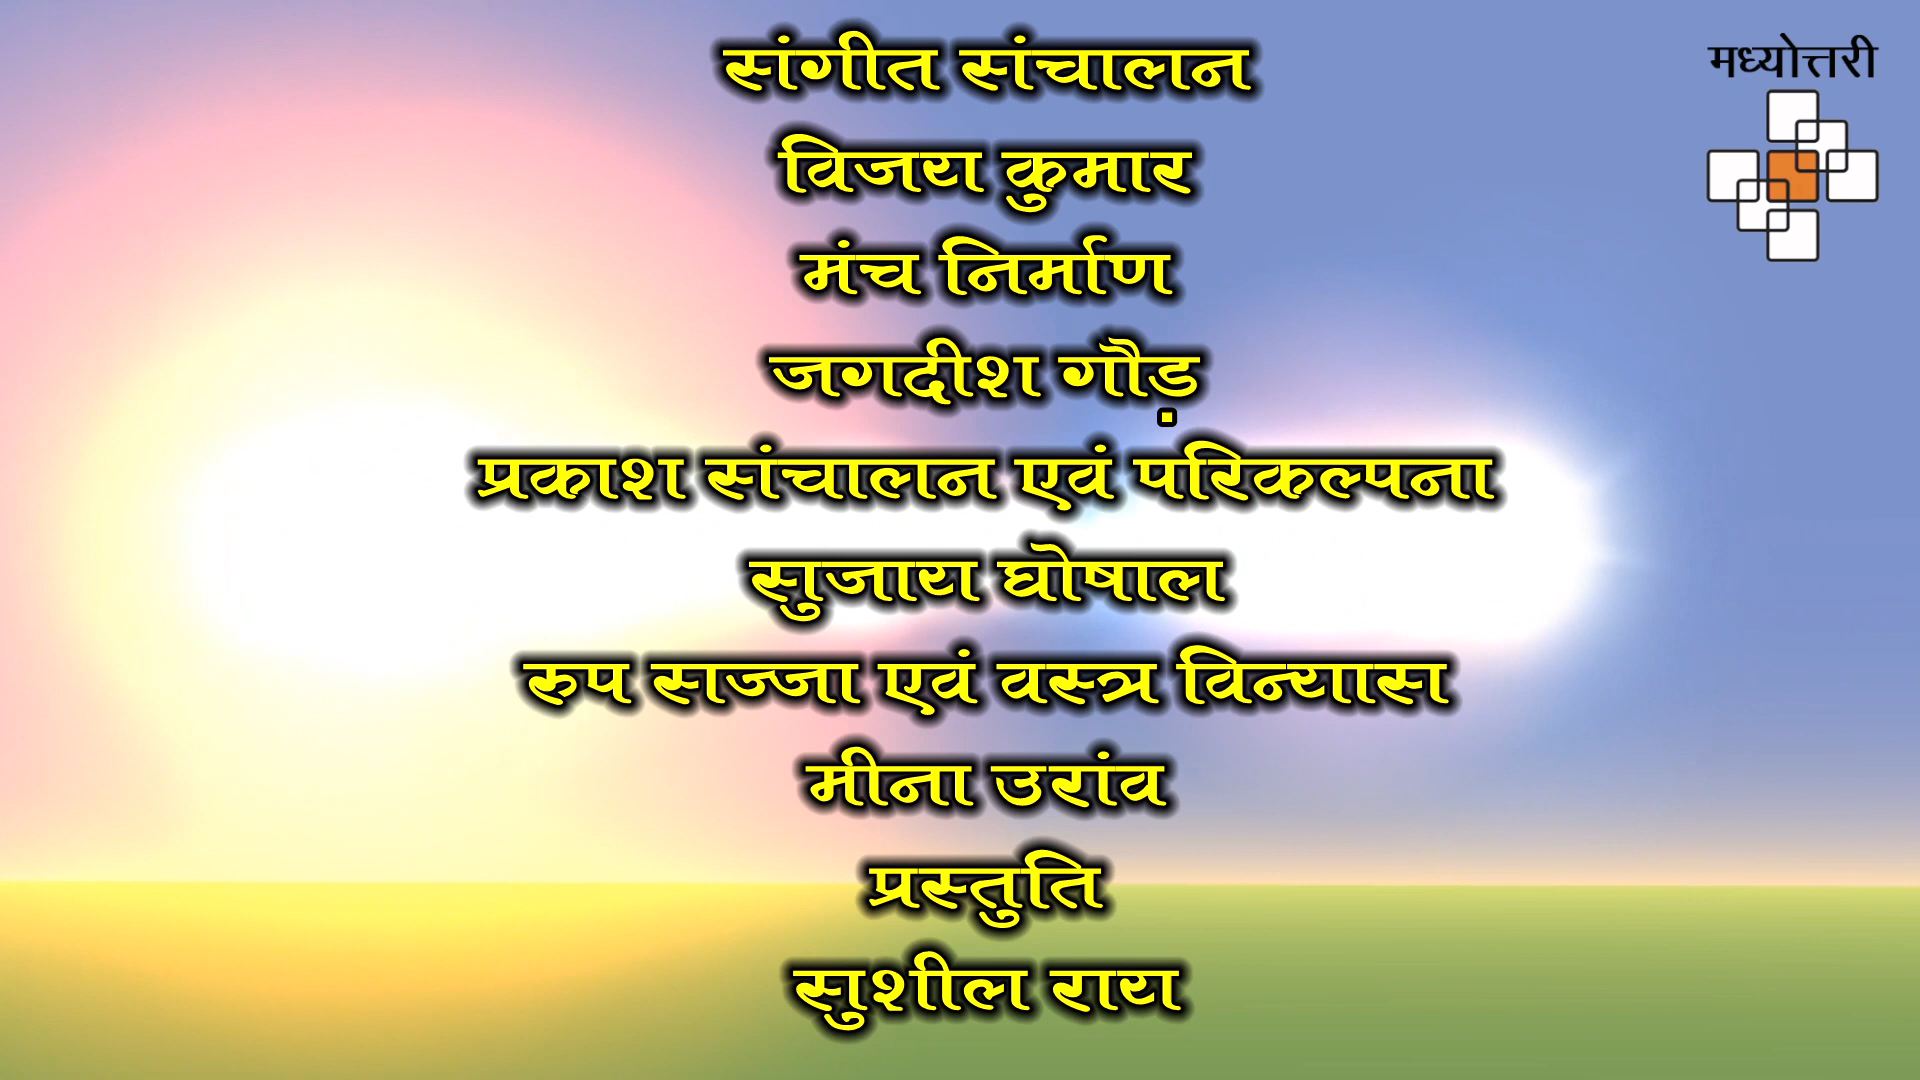 संगीत संचालन
विजय कुमार
मंच निर्माण
जगदीश गौड़
प्रकाश संचालन एवं परिकल्पना
सुजाय घोषाल
रुप सज्जा एवं वस्त्र विन्यास
मीना उरांव
प्रस्तुति
सुशील राय
मध्योत्तरी